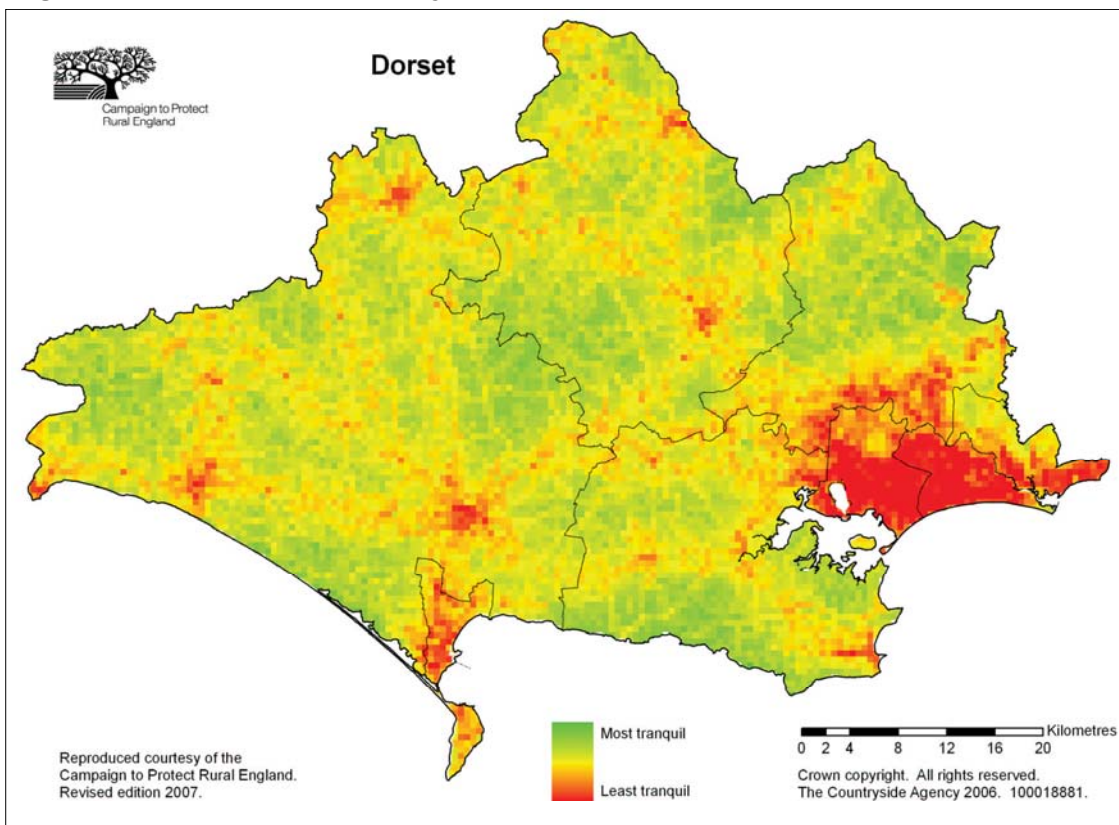 Dorset
Campaign to Protect
Rural England
Most tranquil
Least tranquil
Kilometres
0 2 4 8 12 16 20
Reproduced courtesy of the
Campaign to Protect Rural England.
Revised edition 2007.
Crown copyright. All rights reserved.
The Countryside Agency 2006. 100018881.